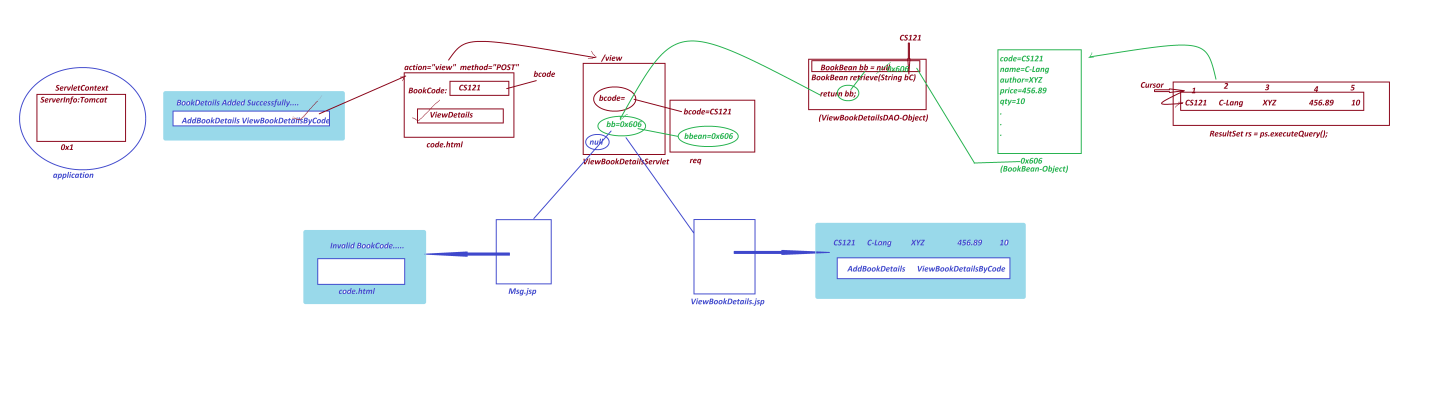 ServletContext
ServerInfo:Tomcat
0x1
application
BookDetails Added Successfully....
AddBookDetails ViewBookDetailsByCode
action="view" method="POST"
BookCode:
CS121
ViewDetails
code.html
bcode
/view
bcode=
bb=0x606
null
ViewBookDetailsServlet
bcode=CS121
bbean=0x606
req
CS121
BookBean bb = null
0x606
BookBean retrieve(String bC)
return bb;
(ViewBookDetailsDAO-Object)
code=CS121
name=C-Lang
author=XYZ
price=456.89
qty=10
.
.
.
0x606
(BookBean-Object)
Cursor
1 2 3 4 5
CS121 C-Lang XYZ 456.89 10
ResultSet rs = ps.executeQuery();
Invalid BookCode.....
code.html
Msg.jsp
ViewBookDetails.jsp
CS121 C-Lang XYZ 456.89 10
AddBookDetails ViewBookDetailsByCode